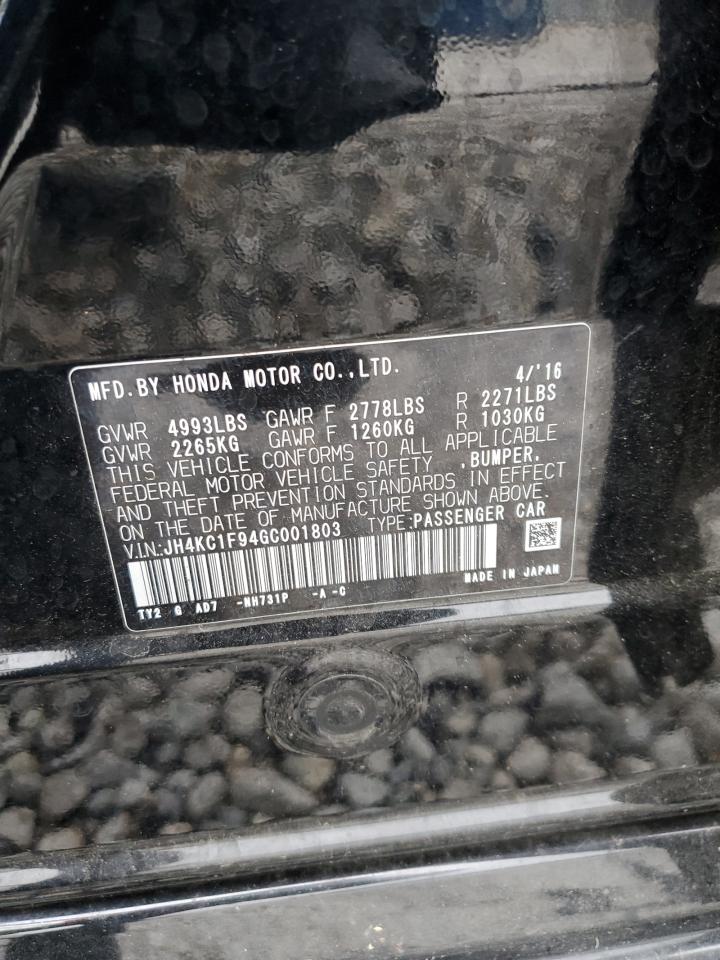 MFD.BY HONDA MOTOR CO.,LTD. 4/'16
GVWR 4993LBS GAWR F 2778LBS R 2271LBS
GVWR 2265KG GAWR F 1260KG R 1030KG
THIS VEHICLE CONFORMS TO ALL APPLICABLE
FEDERAL MOTOR VEHICLE SAFETY ,BUMPER,
AND THEFT PREVENTION STANDARDS IN EFFECT
ON THE DATE OF MANUFACTURE SHOWN ABOVE.
V.IN:JH4KC1F94GC001803 TYPE:PASSENGER CAR
MADE IN JAPAN
TY2 G AD7 -NH731P -A -C